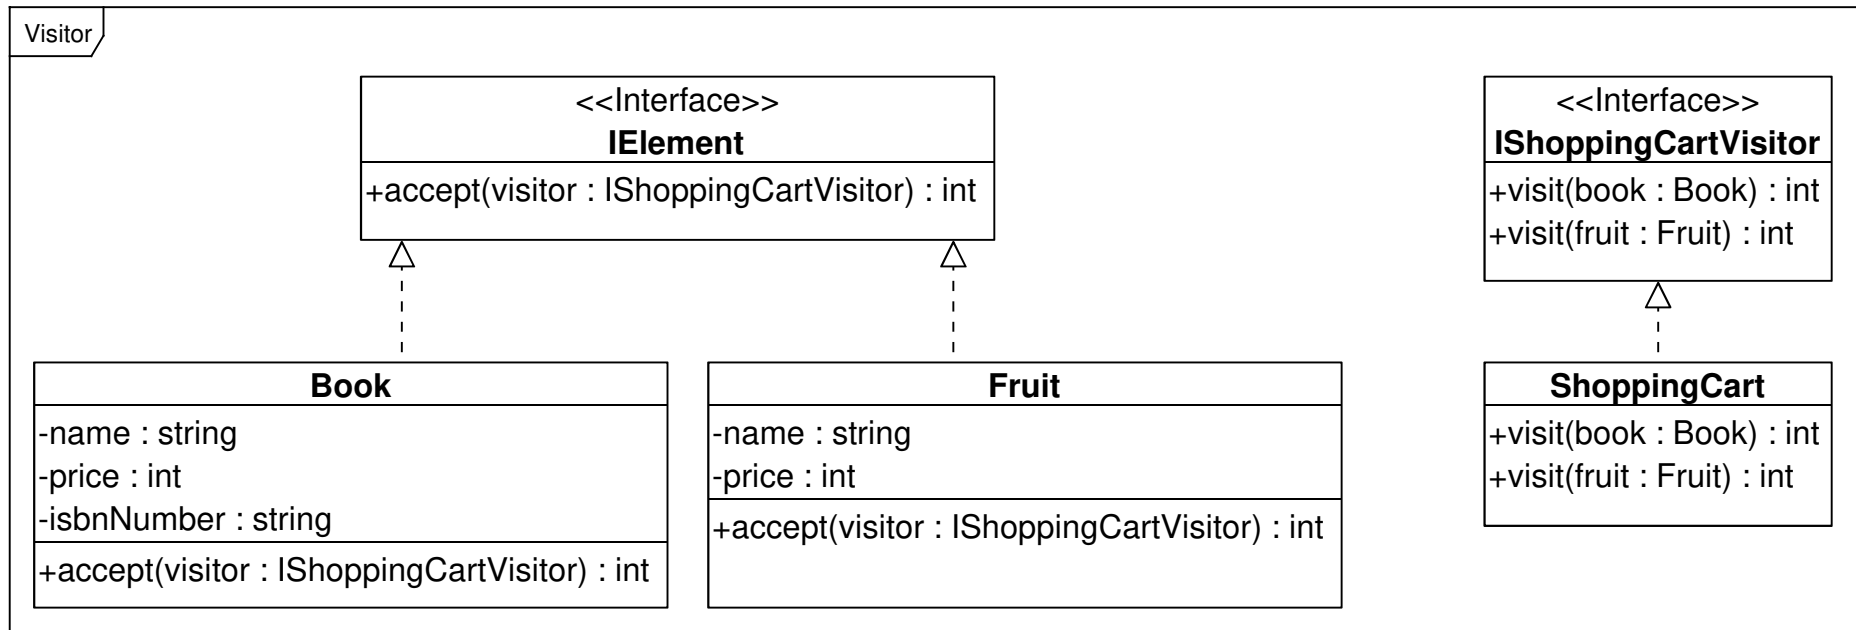 Visitor
<<Interface>>
IElement
+accept(visitor : IShoppingCartVisitor) : int
<<Interface>>
IShoppingCartVisitor
+visit(book : Book) : int
+visit(fruit : Fruit) : int
Book
-name : string
-price : int
-isbnNumber : string
+accept(visitor : IShoppingCartVisitor) : int
Fruit
-name : string
-price : int
+accept(visitor : IShoppingCartVisitor) : int
ShoppingCart
+visit(book : Book) : int
+visit(fruit : Fruit) : int